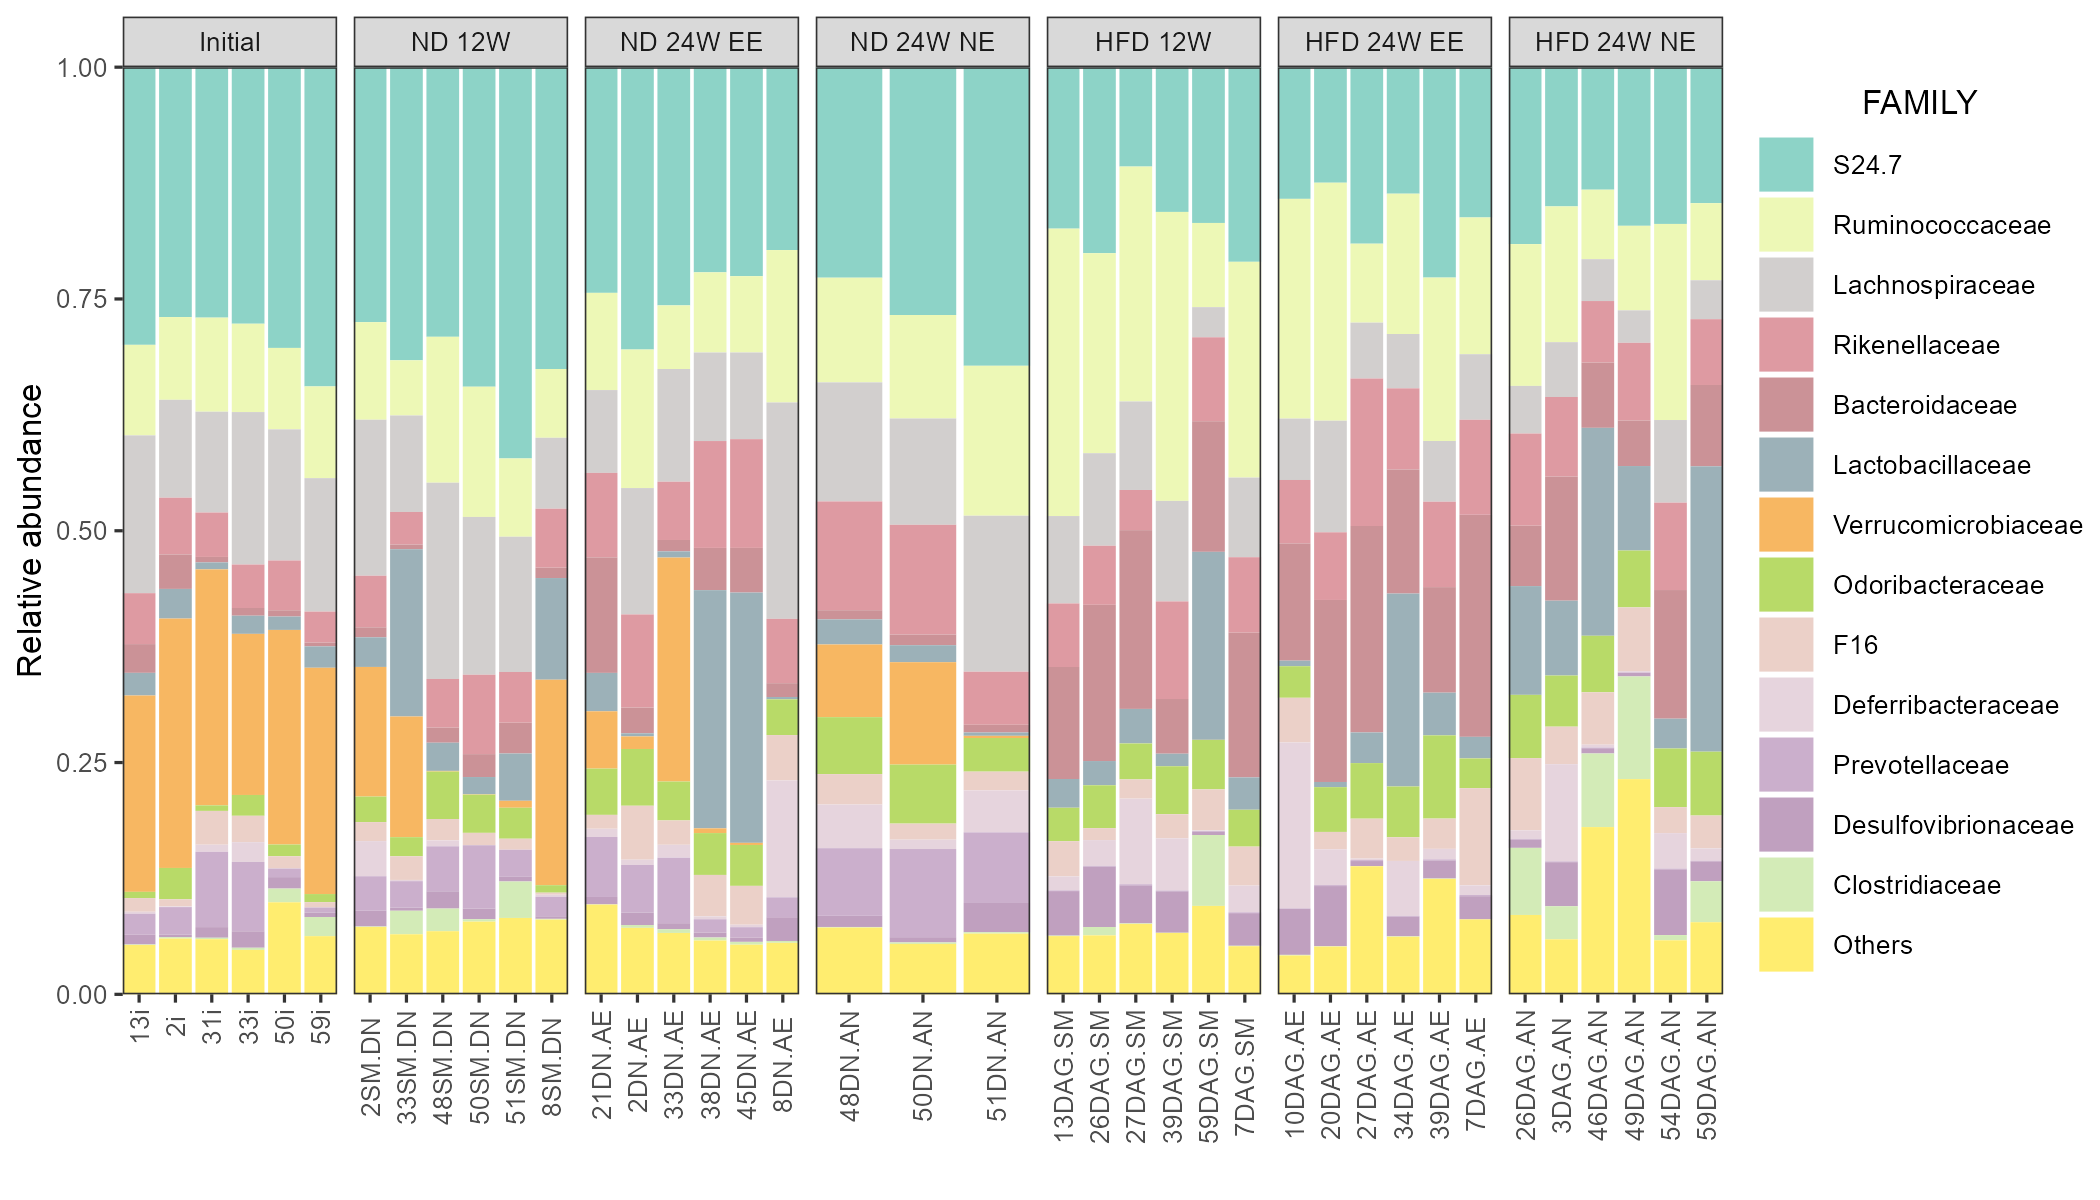 Initial
ND 12W
ND 24W EE
ND 24W NE
HFD 12W
HFD 24W EE
HFD 24W NE
1.00
0.75
0.50
0.25
0.00
Relative abundance
13i
2i
31i
33i
50i
59i
2SM.DN
33SM.DN
48SM.DN
50SM.DN
51SM.DN
8SM.DN
21DN.AE
2DN.AE
33DN.AE
38DN.AE
45DN.AE
8DN.AE
48DN.AN
50DN.AN
51DN.AN
13DAG.SM
26DAG.SM
27DAG.SM
39DAG.SM
59DAG.SM
7DAG.SM
10DAG.AE
20DAG.AE
27DAG.AE
34DAG.AE
39DAG.AE
7DAG.AE
26DAG.AN
3DAG.AN
46DAG.AN
49DAG.AN
54DAG.AN
59DAG.AN
FAMILY
S24.7
Ruminococcaceae
Lachnospiraceae
Rikenellaceae
Bacteroidaceae
Lactobacillaceae
Verrucomicrobiaceae
Odoribacteraceae
F16
Deferribacteraceae
Prevotellaceae
Desulfovibrionaceae
Clostridiaceae
Others